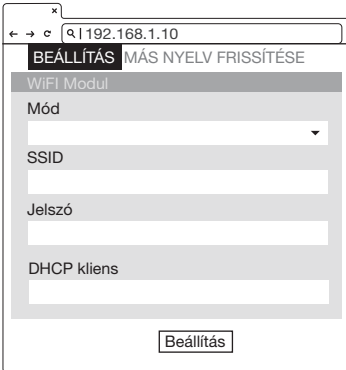 192.168.1.10
BEÁLLÍTÁS MÁS NYELV FRISSÍTÉSE
WiFI Modul
Mód
SSID
Jelszó
DHCP kliens
Beállítás